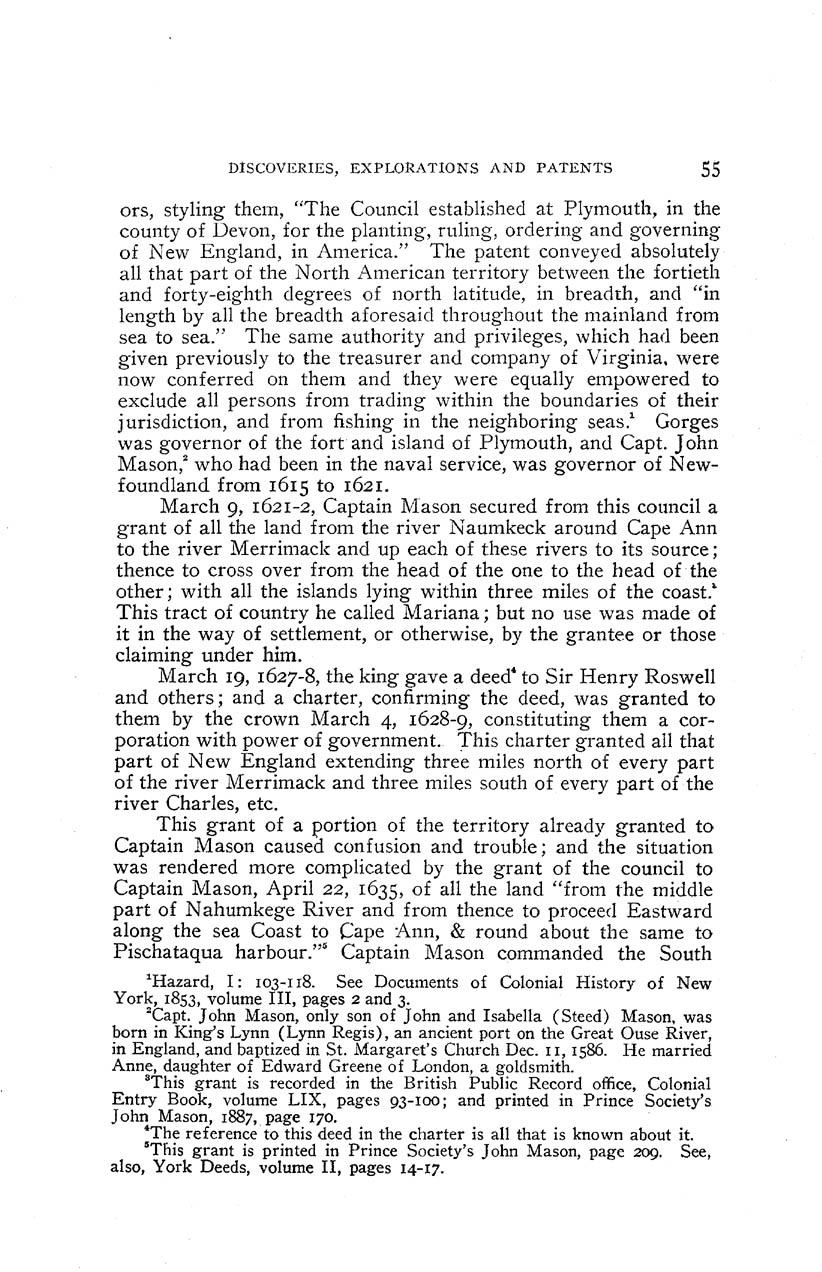 DISCOVERIES, EXPLORATIONS AND PATENTS 55
ors, styling them, “The Council established at Plymouth, in the
county of Devon, for the planting, ruling, ordering and governing
of New England, in America.” The patent conveyed absolutely
all that part of the North American territory between the fortieth
and forty-eighth degrees of north latitude, in breadth, and “in
length by all the breadth aforesaid throughout the mainland from
sea to sea.” The same authority and privileges, which had been
given previously to the treasurer and company of Virginia, were
now conferred on them and they were equally empowered to
exclude all persons from trading within the boundaries of their
jurisdiction, and from fishing in the neighboring seas.¹ Gorges
was governor of the fort and island of Plymouth, and Capt. John
Mason,² who had been in the naval service, was governor of New-
foundland from 1615 to 1621.
March 9, 1621-2, Captain Mason secured from this council a
grant of all the land from the river Naumkeck around Cape Ann
to the river Merrimack and up each of these rivers to its source;
thence to cross over from the head of the one to the head of the
other; with all the islands lying within three miles of the coast.³
This tract of country he called Mariana; but no use was made of
it in the way of settlement, or otherwise, by the grantee or those
claiming under him.
March 19, 1627-8, the king gave a deed⁴ to Sir Henry Roswell
and others; and a charter, confirming the deed, was granted to
them by the crown March 4, 1628-9, constituting them a cor-
poration with power of government. This charter granted all that
part of New England extending three miles north of every part
of the river Merrimack and three miles south of every part of the
river Charles, etc.
This grant of a portion of the territory already granted to
Captain Mason caused confusion and trouble; and the situation
was rendered more complicated by the grant of the council to
Captain Mason, April 22, 1635, of all the land “from the middle
part of Nahumkege River and from thence to proceed Eastward
along the sea Coast to Cape Ann, & round about the same to
Pischataqua harbour.”⁵ Captain Mason commanded the South
¹Hazard, I: 103-118. See Documents of Colonial History of New
York, 1853, volume III, pages 2 and 3.
²Capt. John Mason, only son of John and Isabella (Steed) Mason, was
born in King’s Lynn (Lynn Regis), an ancient port on the Great Ouse River,
in England, and baptized in St. Margaret’s Church Dec. 11, 1586. He married
Anne, daughter of Edward Greene of London, a goldsmith.
³This grant is recorded in the British Public Record office, Colonial
Entry Book, volume LIX, pages 93-100; and printed in Prince Society’s
John Mason, 1887, page 170.
⁴The reference to this deed in the charter is all that is known about it.
⁵This grant is printed in Prince Society’s John Mason, page 209. See,
also, York Deeds, volume II, pages 14-17.